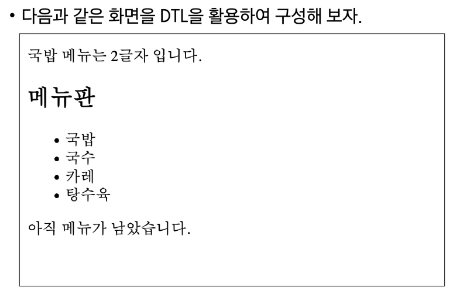 • 다음과 같은 화면을 DTL을 활용하여 구성해 보자.
국밥 메뉴는 2글자 입니다.
메뉴판
• 국밥
• 국수
• 카레
• 탕수육
아직 메뉴가 남았습니다.